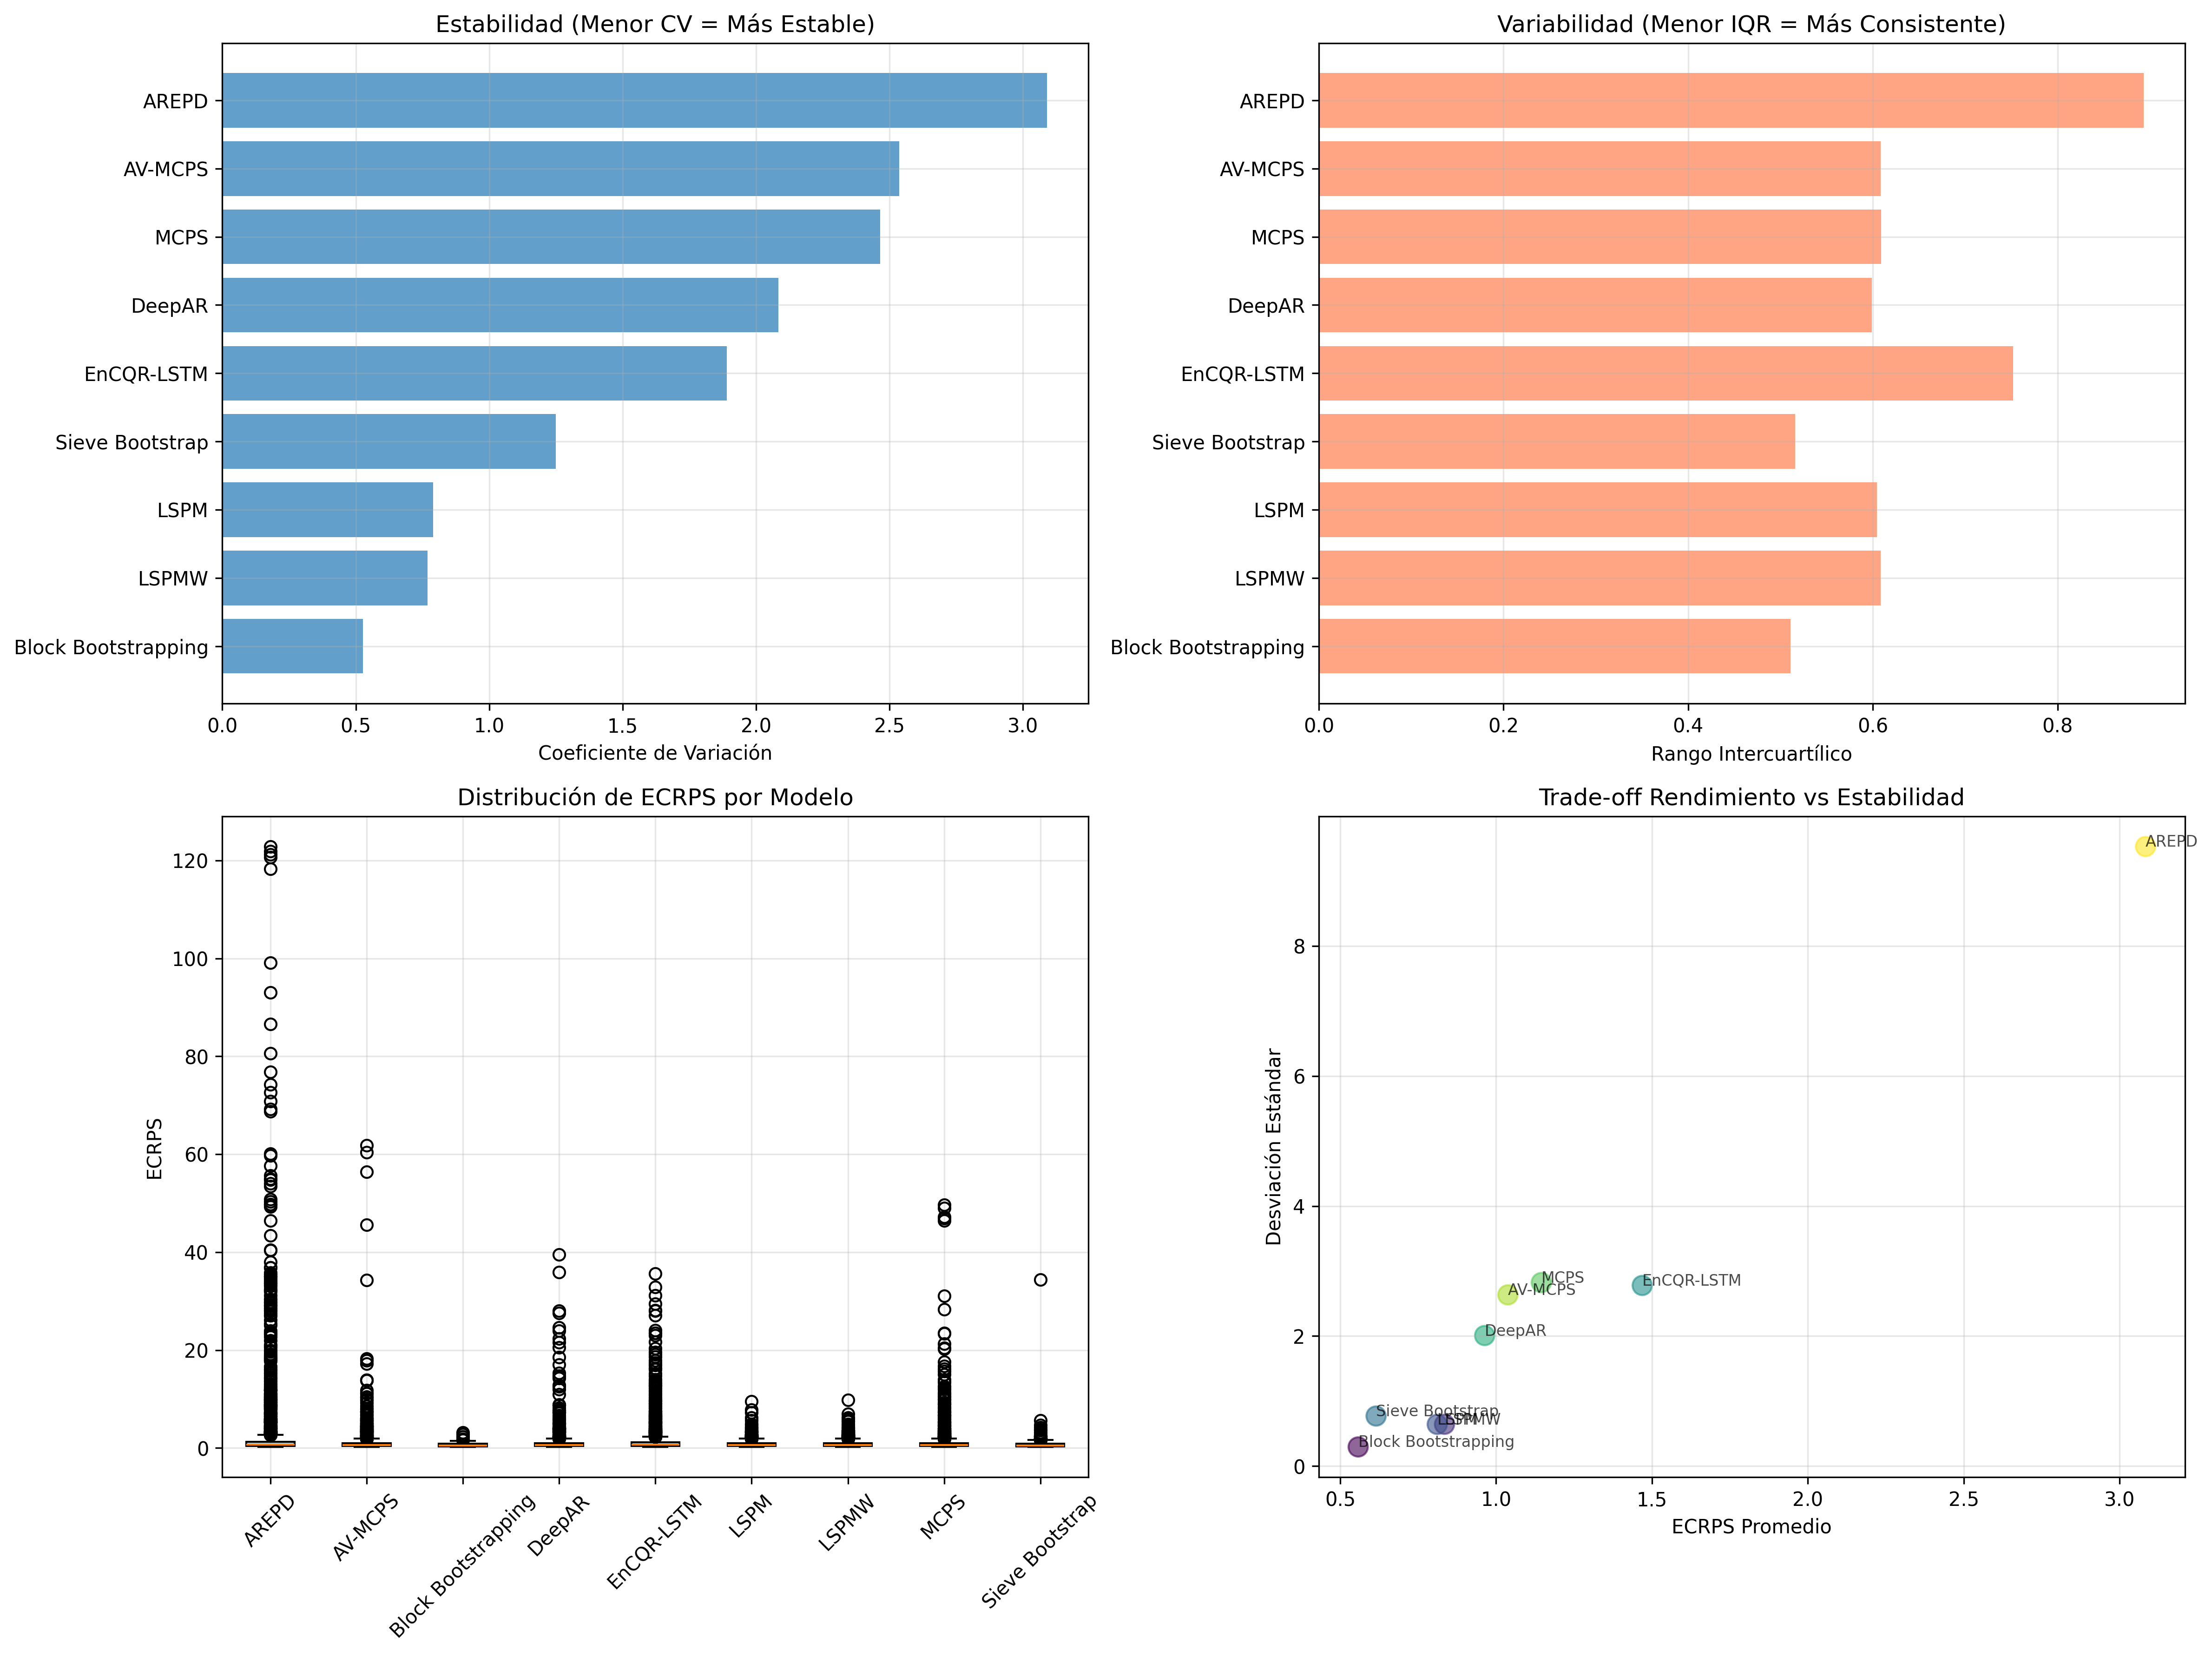 Estabilidad (Menor CV = Más Estable)
AREPD
AV-MCPS
MCPS
DeepAR
EnCQR-LSTM
Sieve Bootstrap
LSPM
LSPMW
Block Bootstrapping
0.0 0.5 1.0 1.5 2.0 2.5 3.0
Coeficiente de Variación
Variabilidad (Menor IQR = Más Consistente)
AREPD
AV-MCPS
MCPS
DeepAR
EnCQR-LSTM
Sieve Bootstrap
LSPM
LSPMW
Block Bootstrapping
0.0 0.2 0.4 0.6 0.8
Rango Intercuartílico
Distribución de ECRPS por Modelo
ECRPS
120
100
80
60
40
20
0
AREPD
AV-MCPS
Block Bootstrapping
DeepAR
EnCQR-LSTM
LSPM
LSPMW
MCPS
Sieve Bootstrap
Trade-off Rendimiento vs Estabilidad
Desviación Estándar
8
6
4
2
0
AREPD
MCPS
EnCQR-LSTM
AV-MCPS
DeepAR
Sieve Bootstrap
LSPM
LSPMW
Block Bootstrapping
0.5 1.0 1.5 2.0 2.5 3.0
ECRPS Promedio